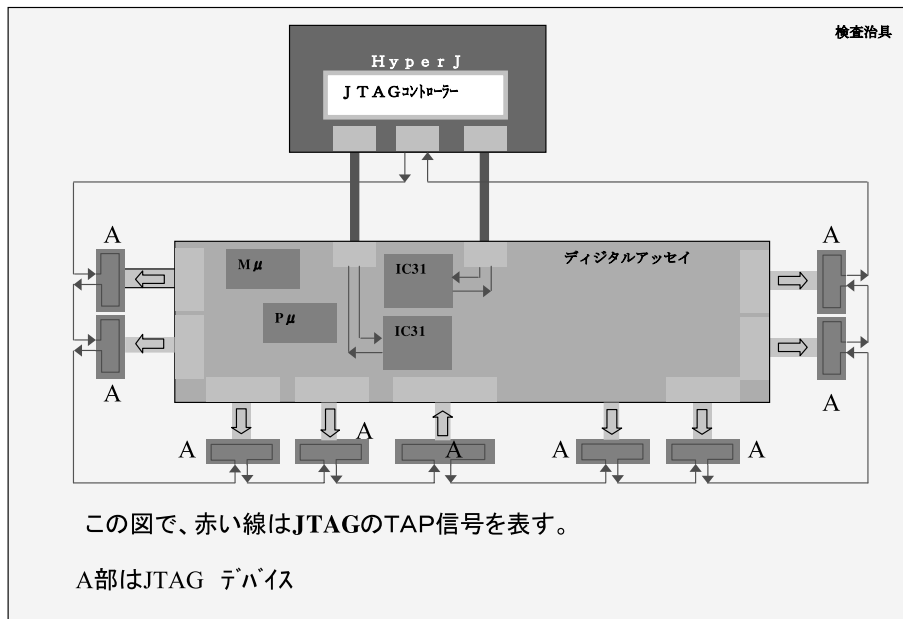 検査治具
HyperJ
JTAGｺﾝﾄﾛｰﾗｰ
A
A
Mμ
IC31
ディジタルアッセイ
Pμ
IC31
A
A
A
A
A
A
A
この図で、赤い線はJTAGのTAP信号を表す。
A部はJTAG ﾃﾞﾊﾞｲｽ